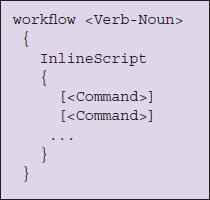 workflow <Verb-Noun>
{
InlineScript
{
[<Command>]
[<Command>]
...
}
}